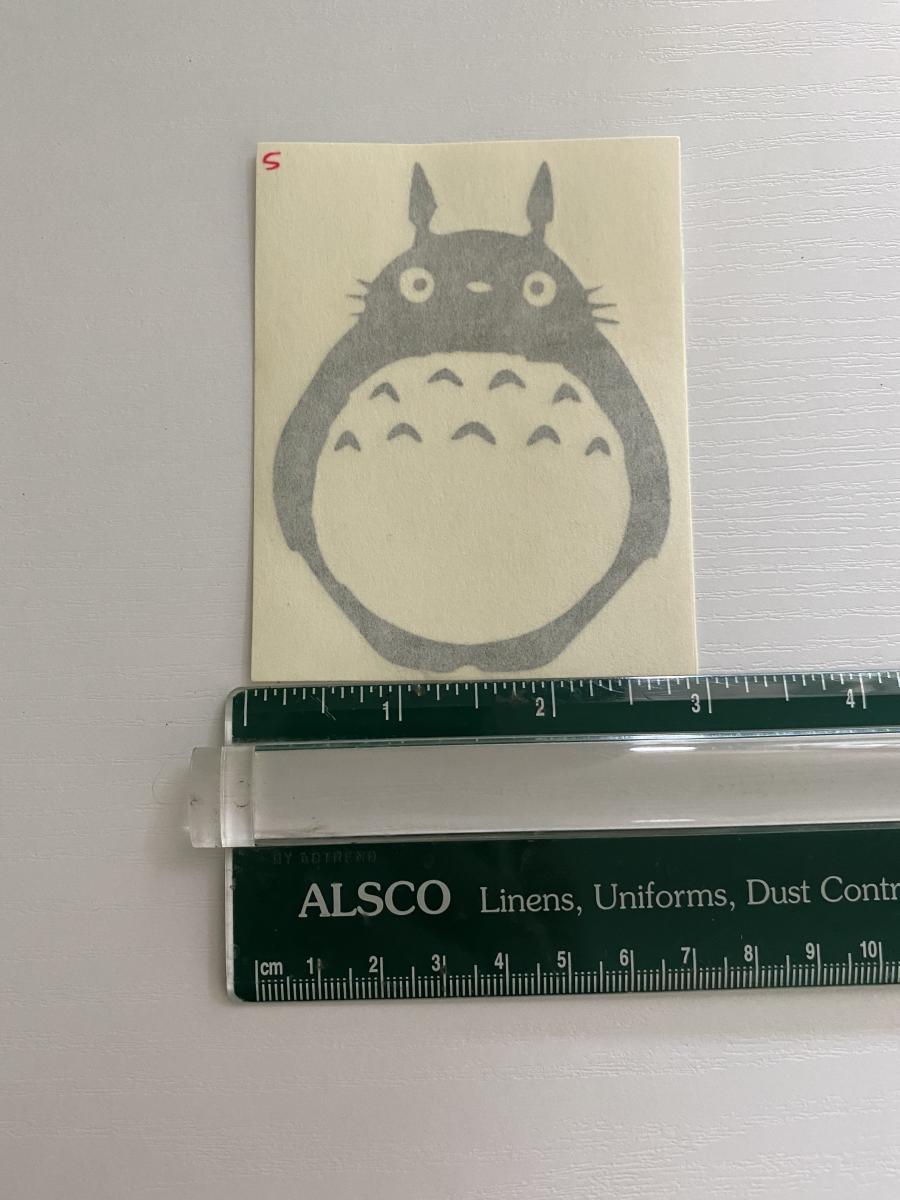 S
1 2 3 4
BY ADTREND
ALSCO Linens, Uniforms, Dust Contr
cm 1 2 3 4 5 6 7 8 9 10